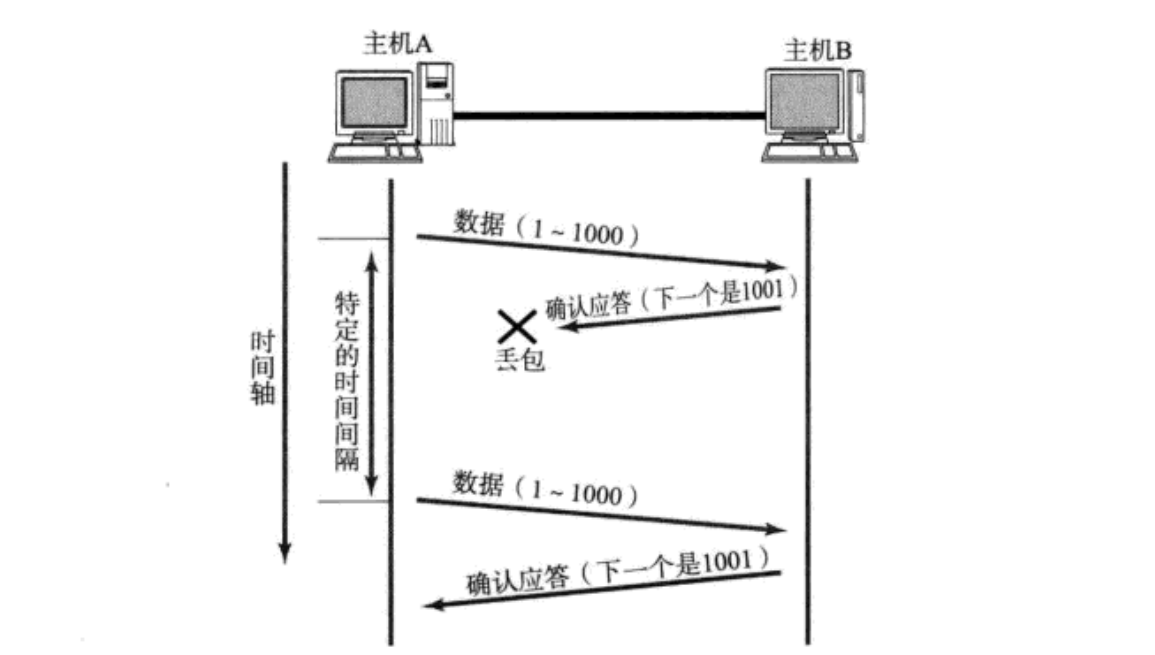 主机A
主机B
数据（1～1000）
确认应答（下一个是1001）
丢包
特定的时间间隔
时间轴
数据（1～1000）
确认应答（下一个是1001）